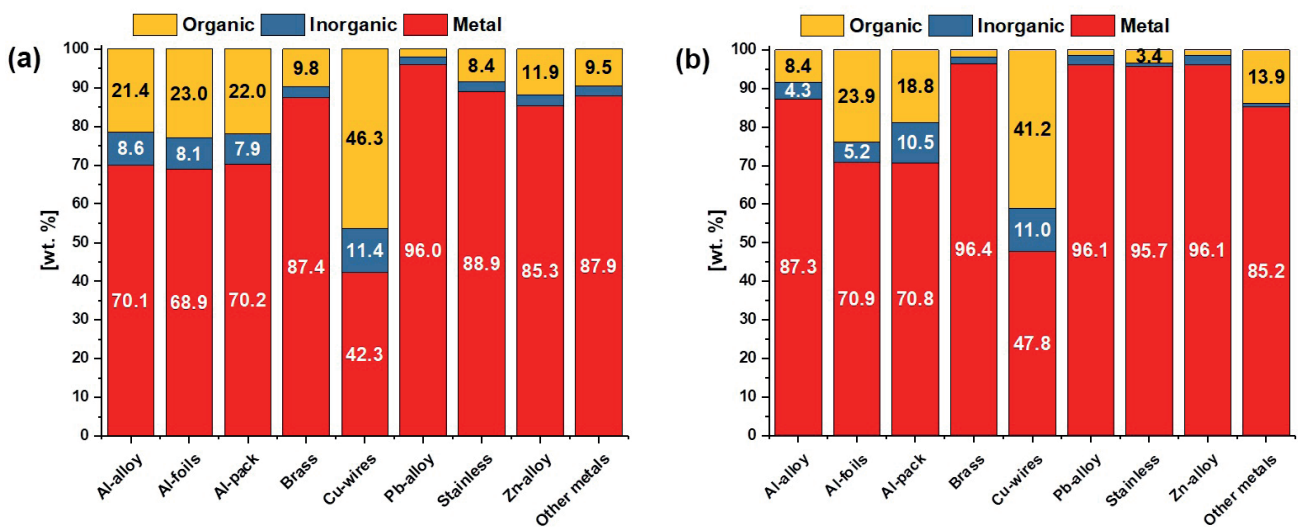 Organic Inorganic Metal
(a)
100
90
80
70
60
50
40
30
20
10
0
[wt. %]
21.4 23.0 22.0 9.8 46.3 8.4 11.9 9.5
8.6 8.1 7.9 11.4
70.1 68.9 70.2 87.4 42.3 96.0 88.9 85.3 87.9
Al-alloy Al-foils Al-pack Brass Cu-wires Pb-alloy Stainless Zn-alloy Other metals
Organic Inorganic Metal
(b)
100
90
80
70
60
50
40
30
20
10
0
[wt. %]
8.4 23.9 18.8 41.2 3.4 13.9
4.3 5.2 10.5 11.0
87.3 70.9 70.8 96.4 47.8 96.1 95.7 96.1 85.2
Al-alloy Al-foils Al-pack Brass Cu-wires Pb-alloy Stainless Zn-alloy Other metals